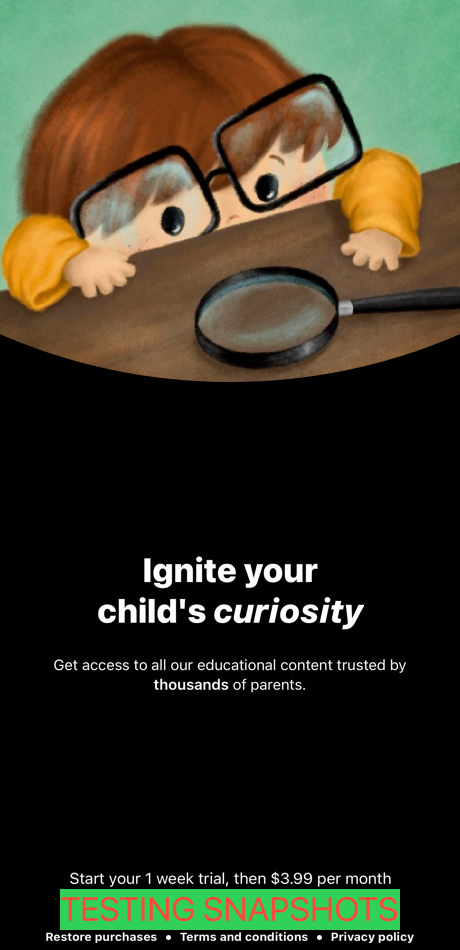 Ignite your
child's curiosity
Get access to all our educational content trusted by
thousands of parents.
Start your 1 week trial, then $3.99 per month
TESTING SNAPSHOTS
Restore purchases • Terms and conditions • Privacy policy